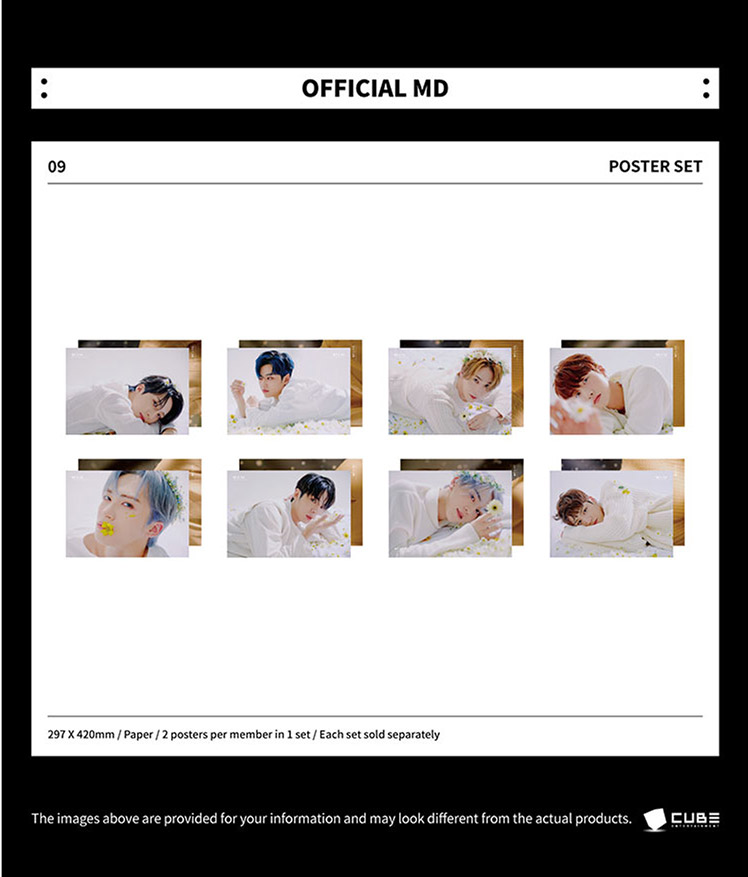 OFFICIAL MD
09
POSTER SET
297 X 420mm / Paper / 2 posters per member in 1 set / Each set sold separately
The images above are provided for your information and may look different from the actual products.
CUBE
ENTERTAINMENT